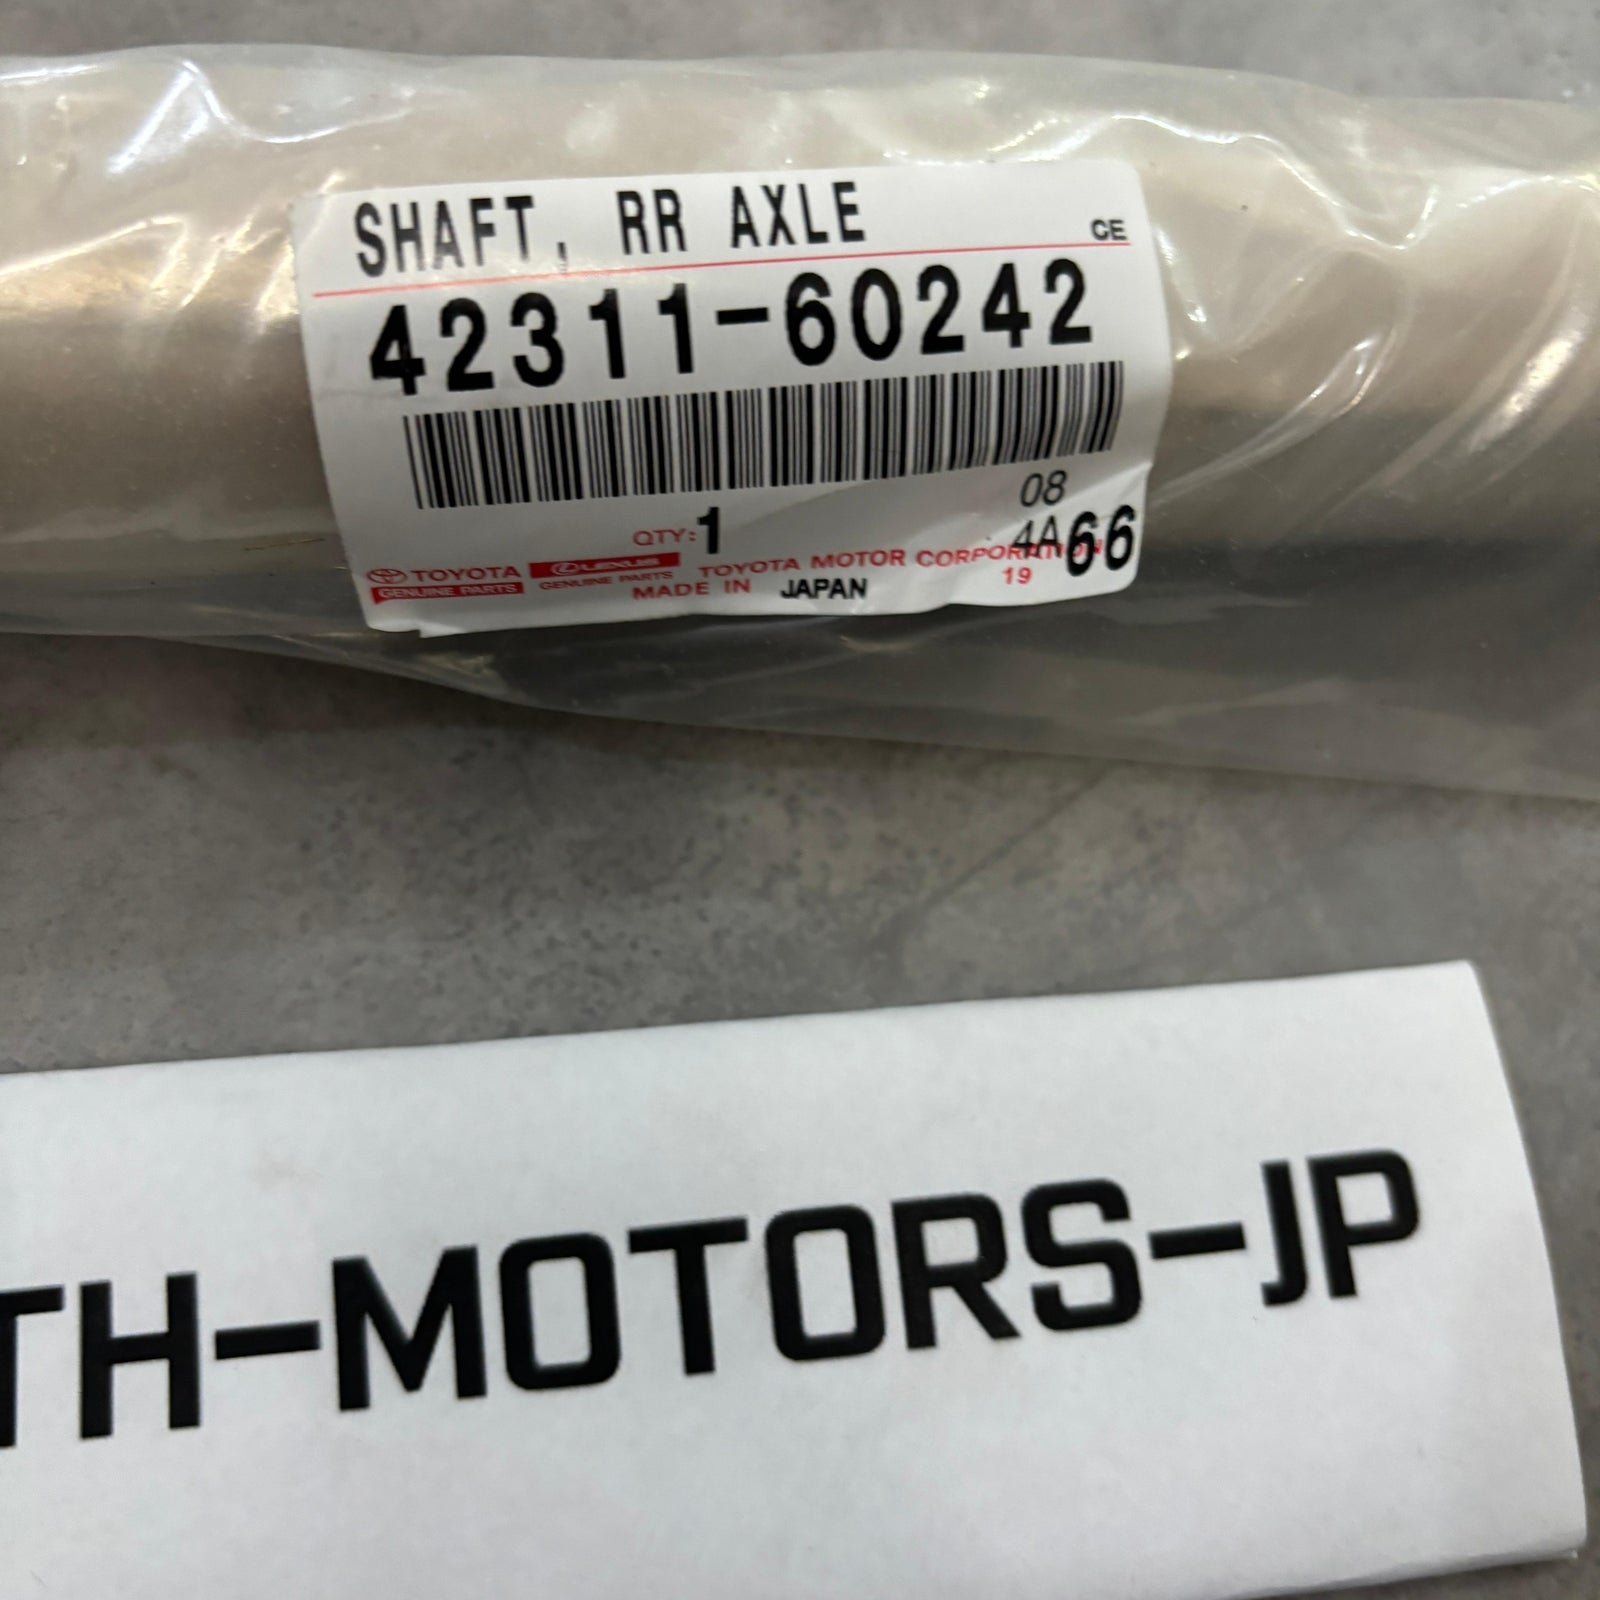 SHAFT, RR AXLE CE
42311-60242
08
QTY: 1 4A 66
TOYOTA LEXUS TOYOTA MOTOR CORPORATION
GENUINE PARTS GENUINE PARTS MADE IN JAPAN 19
TH-MOTORS-JP